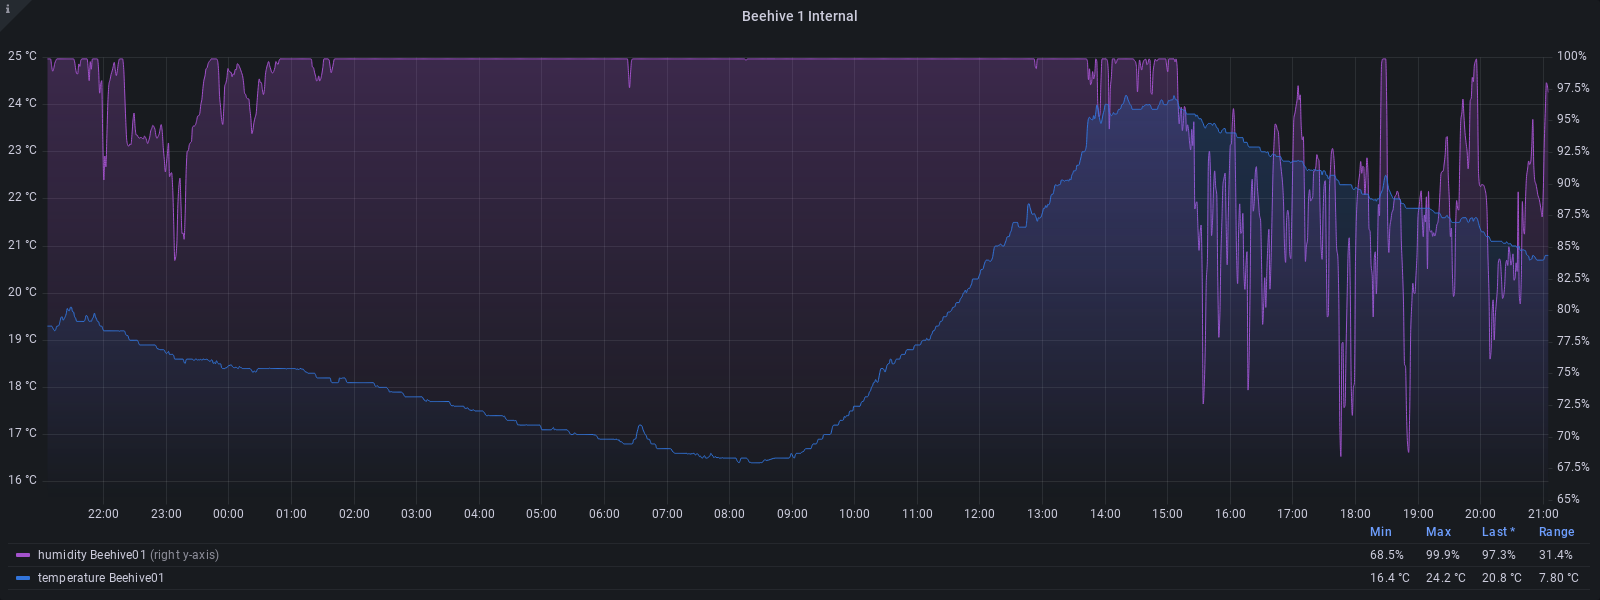 i
Beehive 1 Internal
25 °C 100%
24 °C 97.5%
23 °C 95%
22 °C 92.5%
21 °C 90%
20 °C 87.5%
19 °C 85%
18 °C 82.5%
17 °C 80%
16 °C 77.5%
75%
72.5%
70%
67.5%
65%
22:00 23:00 00:00 01:00 02:00 03:00 04:00 05:00 06:00 07:00 08:00 09:00 10:00 11:00 12:00 13:00 14:00 15:00 16:00 17:00 18:00 19:00 20:00 21:00
Min Max Last * Range
humidity Beehive01 (right y-axis) 68.5% 99.9% 97.3% 31.4%
temperature Beehive01 16.4 °C 24.2 °C 20.8 °C 7.80 °C